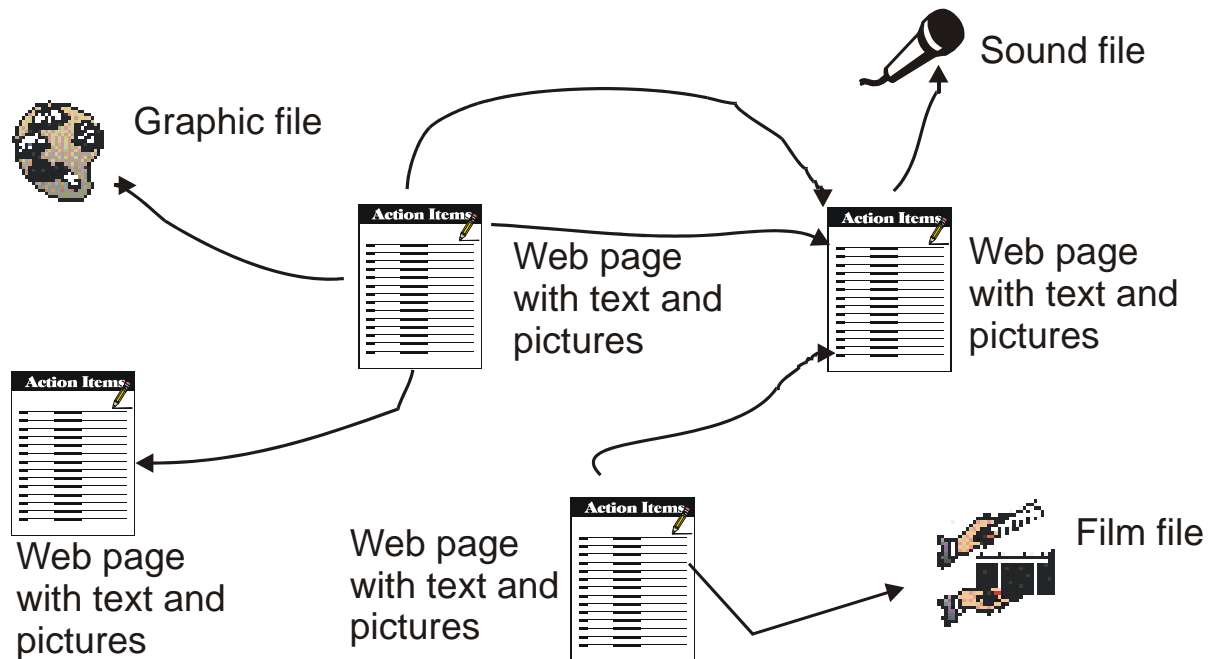 Sound file
Graphic file
Action Items
Web page
with text and
pictures
Action Items
Web page
with text and
pictures
Action Items
Web page
with text and
pictures
Action Items
Web page
with text and
pictures
Film file